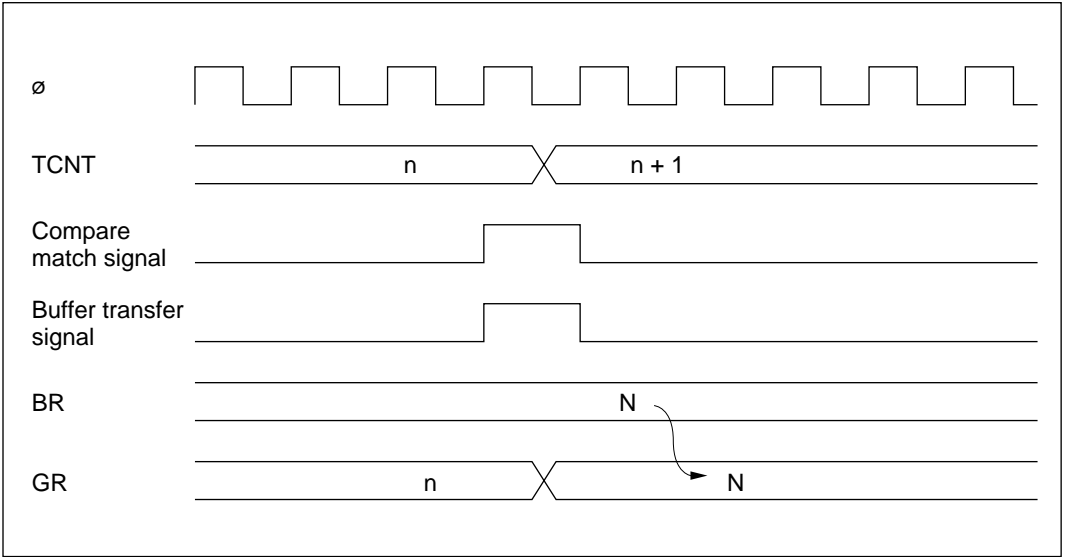 ø
TCNT n n + 1
Compare
match signal
Buffer transfer
signal
BR N
GR n N